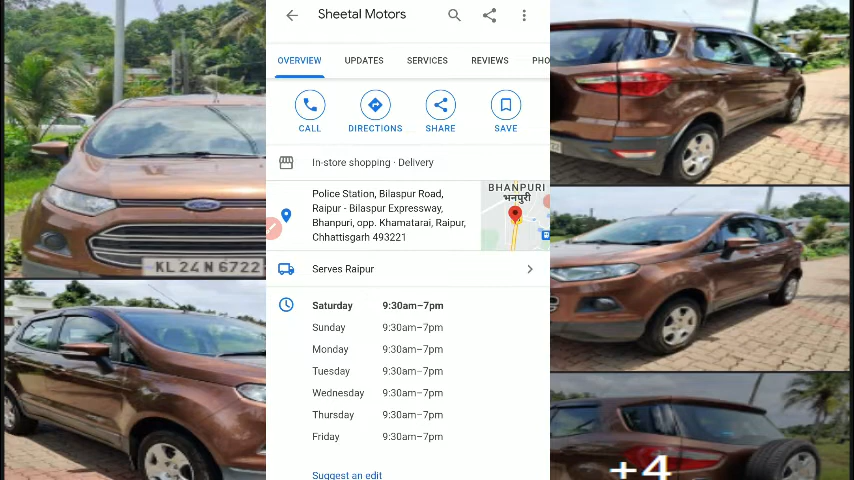 Sheetal Motors
OVERVIEW
UPDATES
SERVICES
REVIEWS
PHO
CALL
DIRECTIONS
SHARE
SAVE
In-store shopping · Delivery
Police Station, Bilaspur Road,
Raipur - Bilaspur Expressway,
Bhanpuri, opp. Khamatarai, Raipur,
Chhattisgarh 493221
BHANPURI
भनपुरी
Serves Raipur
Saturday 9:30am–7pm
Sunday 9:30am–7pm
Monday 9:30am–7pm
Tuesday 9:30am–7pm
Wednesday 9:30am–7pm
Thursday 9:30am–7pm
Friday 9:30am–7pm
Suggest an edit
Ford
KL 24 N 6722
+4